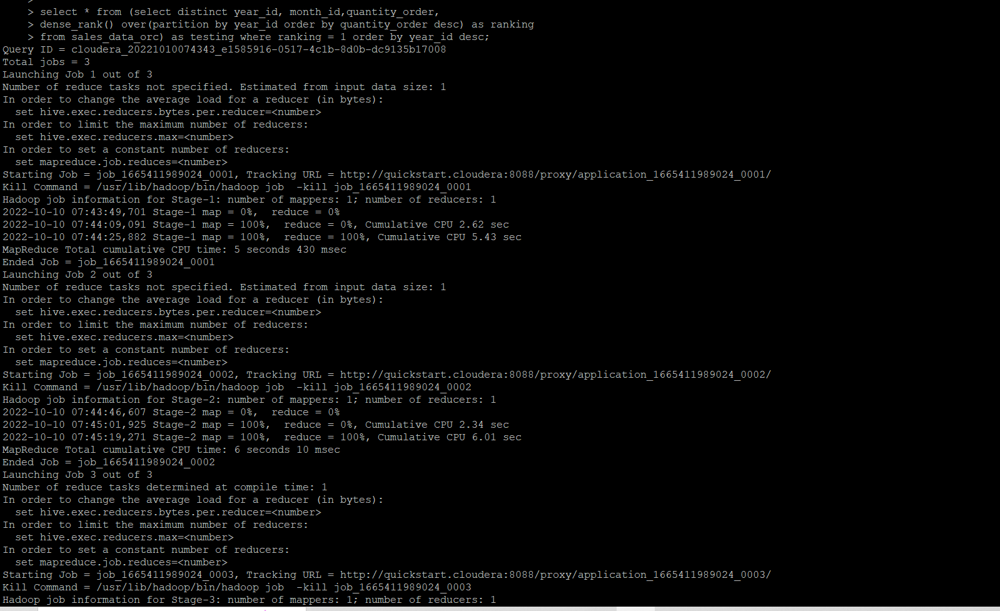 >
> select * from (select distinct year_id, month_id,quantity_order,
> dense_rank() over(partition by year_id order by quantity_order desc) as ranking
> from sales_data_orc) as testing where ranking = 1 order by year_id desc;
Query ID = cloudera_20221010074343_e1585916-0517-4c1b-8d0b-dc9135b17008
Total jobs = 3
Launching Job 1 out of 3
Number of reduce tasks not specified. Estimated from input data size: 1
In order to change the average load for a reducer (in bytes):
  set hive.exec.reducers.bytes.per.reducer=<number>
In order to limit the maximum number of reducers:
  set hive.exec.reducers.max=<number>
In order to set a constant number of reducers:
  set mapreduce.job.reduces=<number>
Starting Job = job_1665411989024_0001, Tracking URL = http://quickstart.cloudera:8088/proxy/application_1665411989024_0001/
Kill Command = /usr/lib/hadoop/bin/hadoop job  -kill job_1665411989024_0001
Hadoop job information for Stage-1: number of mappers: 1; number of reducers: 1
2022-10-10 07:43:49,701 Stage-1 map = 0%,  reduce = 0%
2022-10-10 07:44:09,091 Stage-1 map = 100%,  reduce = 0%, Cumulative CPU 2.62 sec
2022-10-10 07:44:25,882 Stage-1 map = 100%,  reduce = 100%, Cumulative CPU 5.43 sec
MapReduce Total cumulative CPU time: 5 seconds 430 msec
Ended Job = job_1665411989024_0001
Launching Job 2 out of 3
Number of reduce tasks not specified. Estimated from input data size: 1
In order to change the average load for a reducer (in bytes):
  set hive.exec.reducers.bytes.per.reducer=<number>
In order to limit the maximum number of reducers:
  set hive.exec.reducers.max=<number>
In order to set a constant number of reducers:
  set mapreduce.job.reduces=<number>
Starting Job = job_1665411989024_0002, Tracking URL = http://quickstart.cloudera:8088/proxy/application_1665411989024_0002/
Kill Command = /usr/lib/hadoop/bin/hadoop job  -kill job_1665411989024_0002
Hadoop job information for Stage-2: number of mappers: 1; number of reducers: 1
2022-10-10 07:44:46,607 Stage-2 map = 0%,  reduce = 0%
2022-10-10 07:45:01,925 Stage-2 map = 100%,  reduce = 0%, Cumulative CPU 2.34 sec
2022-10-10 07:45:19,271 Stage-2 map = 100%,  reduce = 100%, Cumulative CPU 6.01 sec
MapReduce Total cumulative CPU time: 6 seconds 10 msec
Ended Job = job_1665411989024_0002
Launching Job 3 out of 3
Number of reduce tasks determined at compile time: 1
In order to change the average load for a reducer (in bytes):
  set hive.exec.reducers.bytes.per.reducer=<number>
In order to limit the maximum number of reducers:
  set hive.exec.reducers.max=<number>
In order to set a constant number of reducers:
  set mapreduce.job.reduces=<number>
Starting Job = job_1665411989024_0003, Tracking URL = http://quickstart.cloudera:8088/proxy/application_1665411989024_0003/
Kill Command = /usr/lib/hadoop/bin/hadoop job  -kill job_1665411989024_0003
Hadoop job information for Stage-3: number of mappers: 1; number of reducers: 1